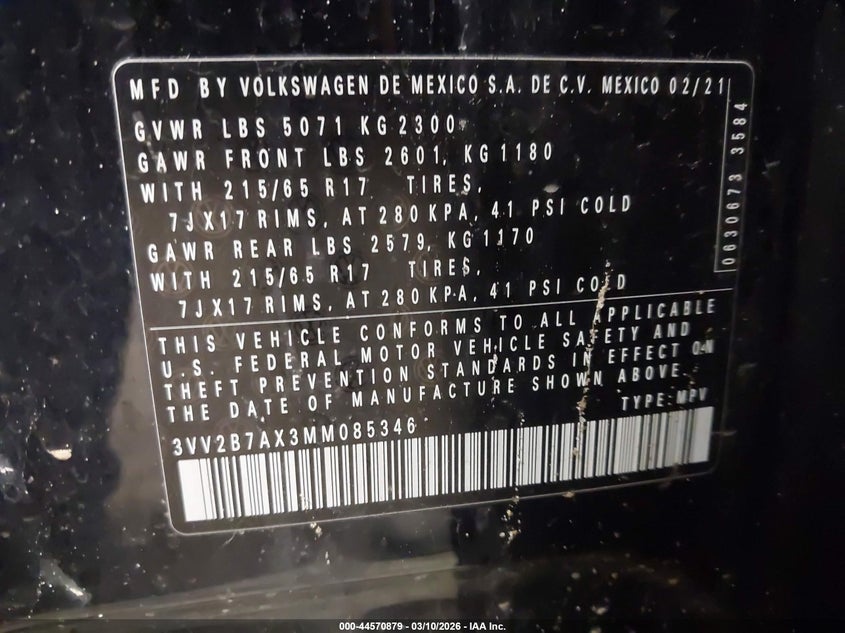 MFD BY VOLKSWAGEN DE MEXICO S.A. DE C.V. MEXICO 02/21
GVWR LBS 5071 KG 2300
GAWR FRONT LBS 2601, KG 1180
WITH 215/65 R17 TIRES,
7JX17 RIMS, AT 280 KPA, 41 PSI COLD
GAWR REAR LBS 2579, KG 1170
WITH 215/65 R17 TIRES,
7JX17 RIMS, AT 280 KPA, 41 PSI COLD
0630673 3584
THIS VEHICLE CONFORMS TO ALL APPLICABLE
U.S. FEDERAL MOTOR VEHICLE SAFETY AND
THEFT PREVENTION STANDARDS IN EFFECT ON
THE DATE OF MANUFACTURE SHOWN ABOVE.
TYPE: MPV
3VV2B7AX3MM085346
000-44570879 - 03/10/2026 - IAA Inc.